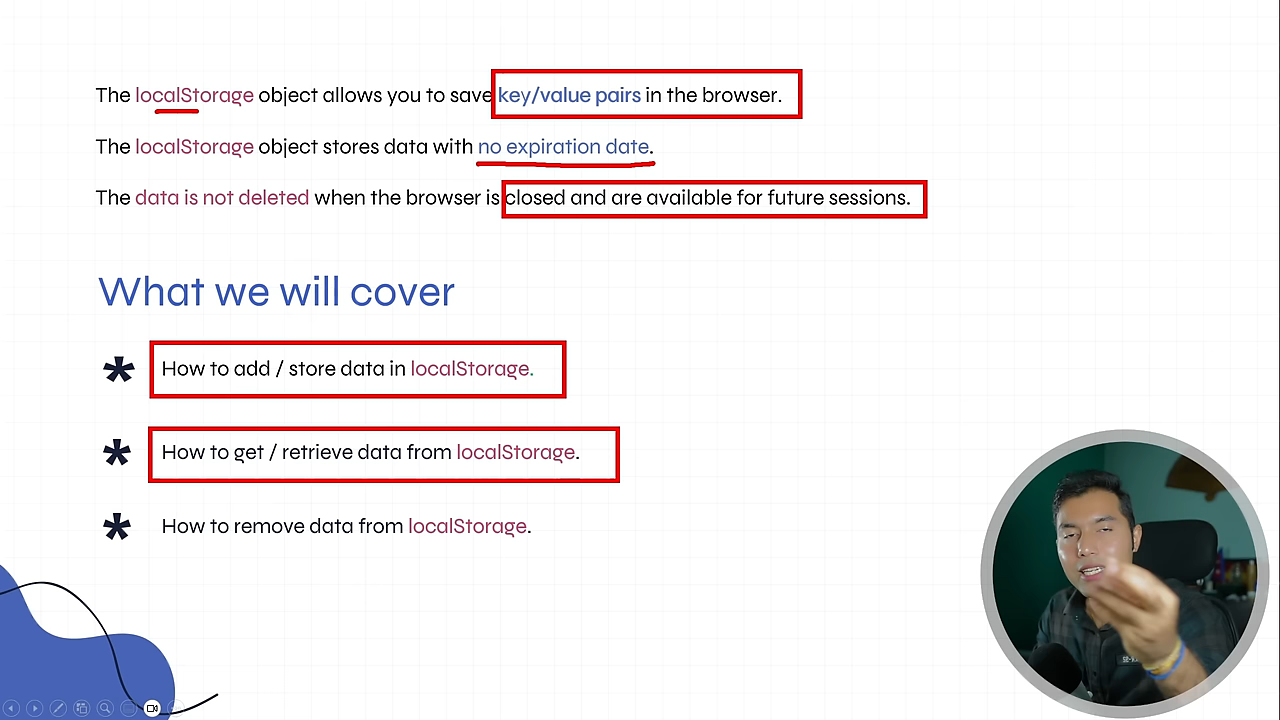 The localStorage object allows you to save key/value pairs in the browser.
The localStorage object stores data with no expiration date.
The data is not deleted when the browser is closed and are available for future sessions.
What we will cover
* How to add / store data in localStorage.
* How to get / retrieve data from localStorage.
* How to remove data from localStorage.